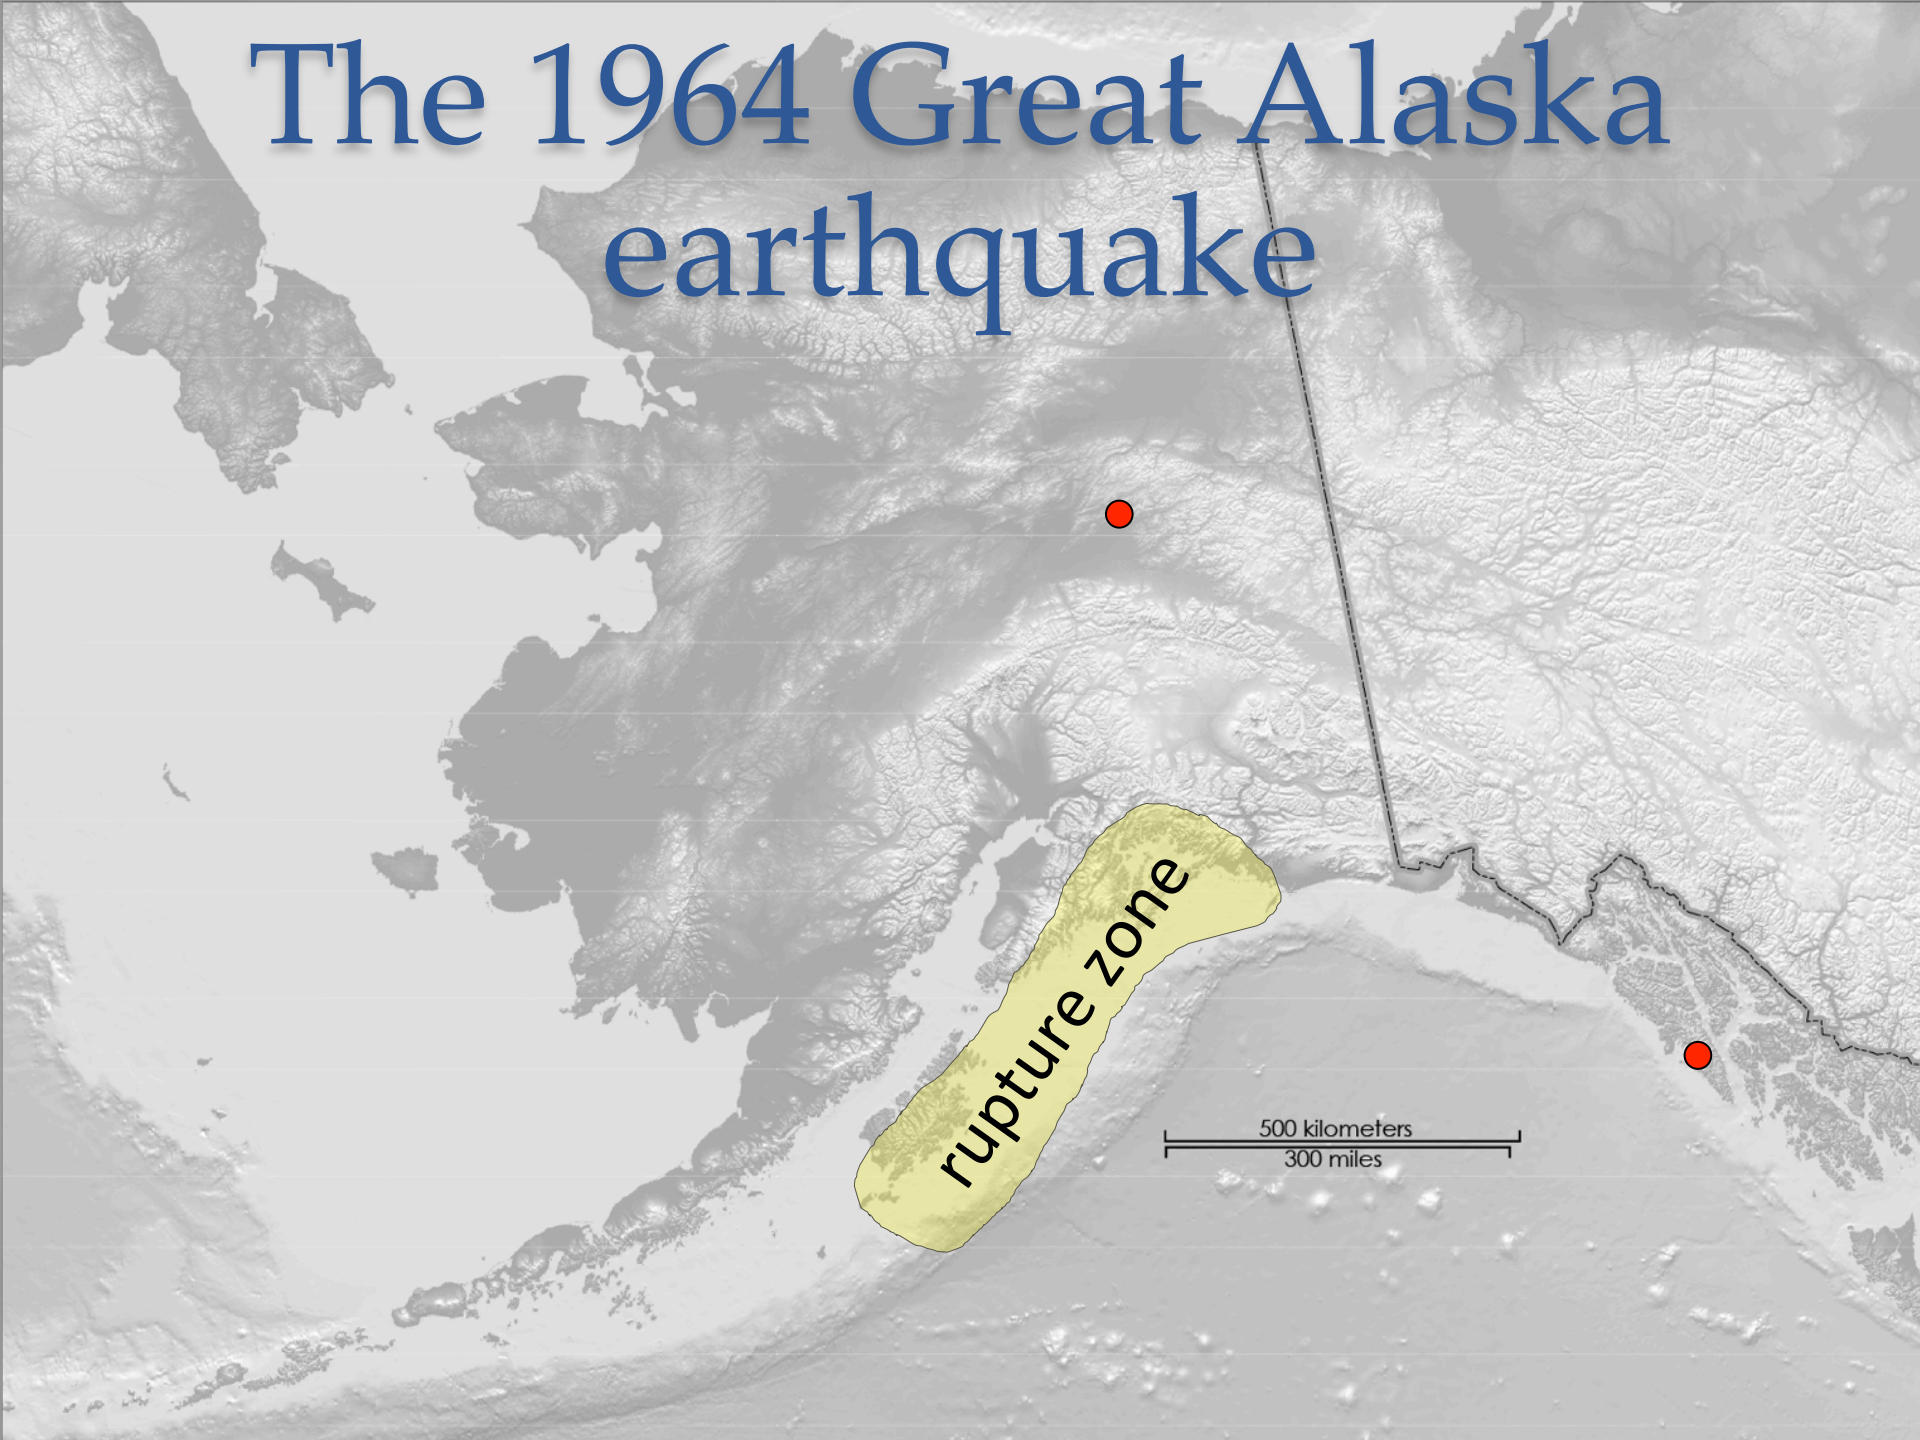 The 1964 Great Alaska
earthquake
rupture zone
500 kilometers
300 miles